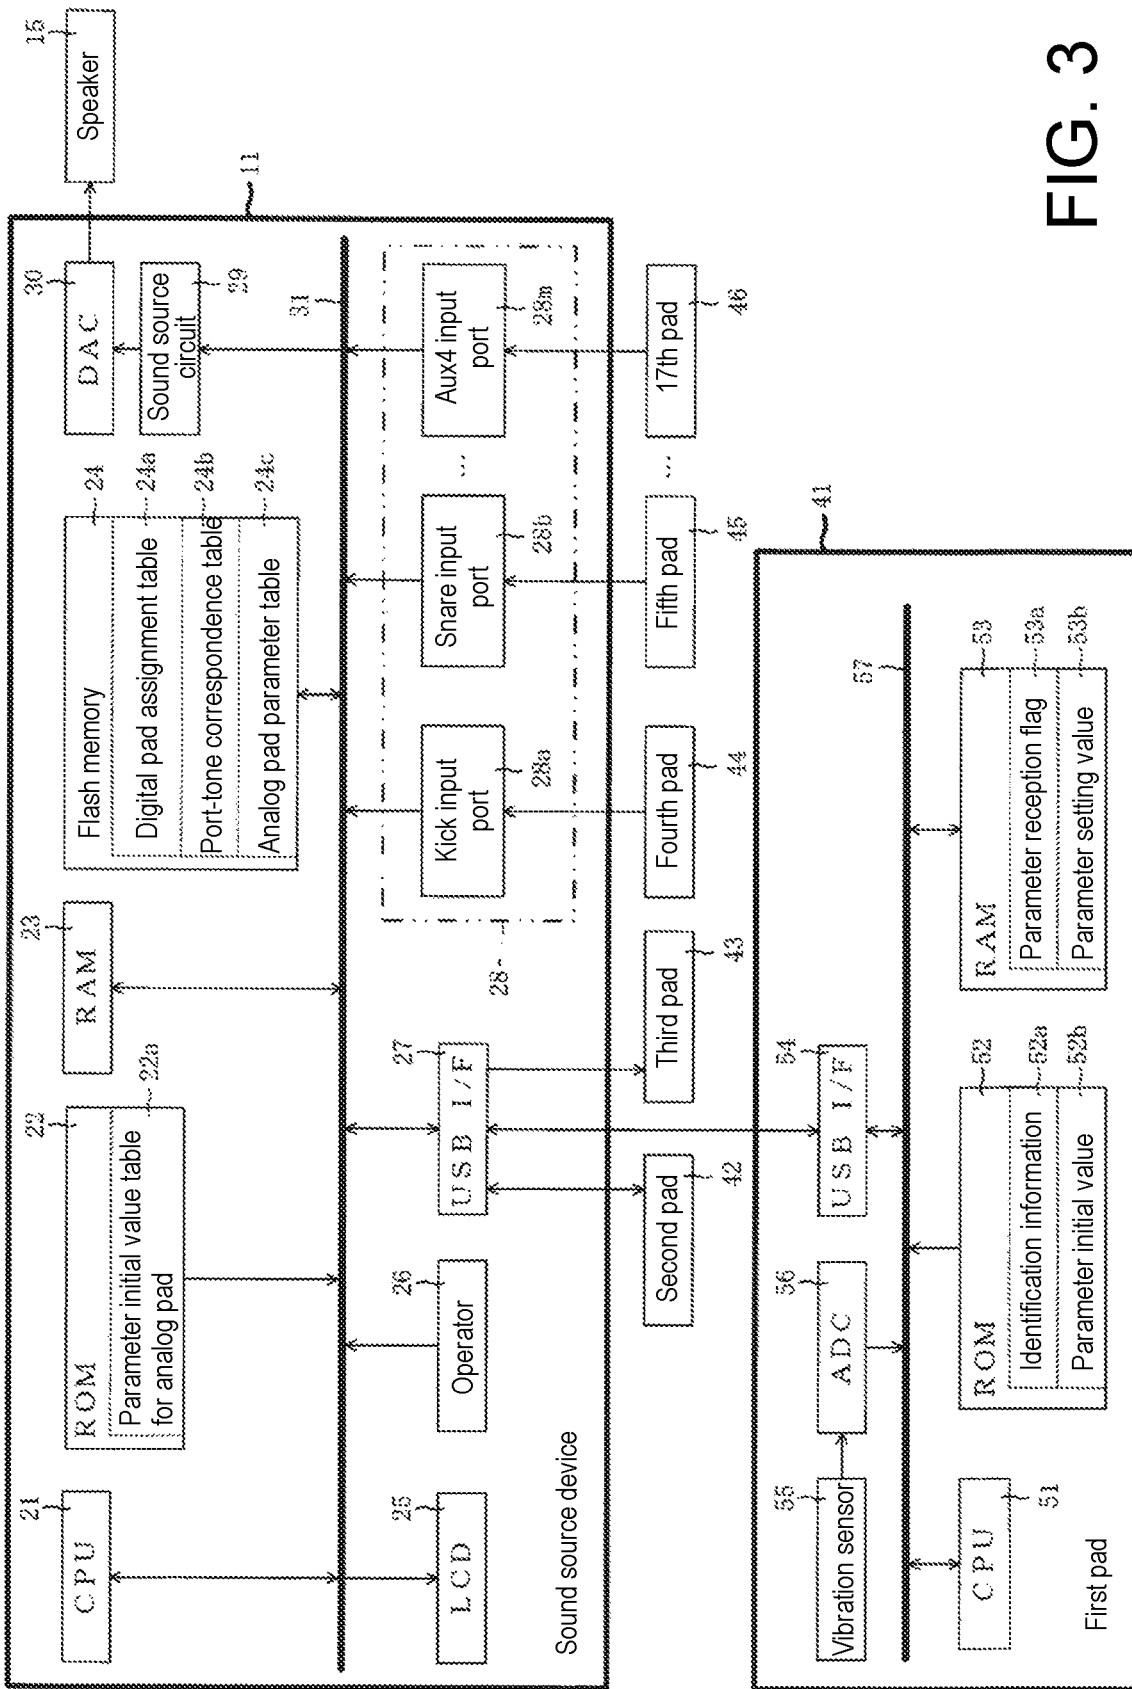 FIG. 3
15
Speaker
11
21
CPU
22
ROM
22a
Parameter initial value table
for analog pad
23
RAM
24
Flash memory
24a
Digital pad assignment table
24b
Port-tone correspondence table
24c
Analog pad parameter table
30
DAC
29
Sound source
circuit
31
25
LCD
26
Operator
27
USB I/F
28
Kick input
port
28a
Snare input
port
28b
...
Aux4 input
port
28m
Sound source device
Second pad
42
Third pad
43
Fourth pad
44
Fifth pad
45
...
17th pad
46
41
55
Vibration sensor
56
ADC
54
USB I/F
57
CPU
51
ROM
52
Identification information
52a
Parameter initial value
52b
RAM
53
Parameter reception flag
53a
Parameter setting value
53b
First pad